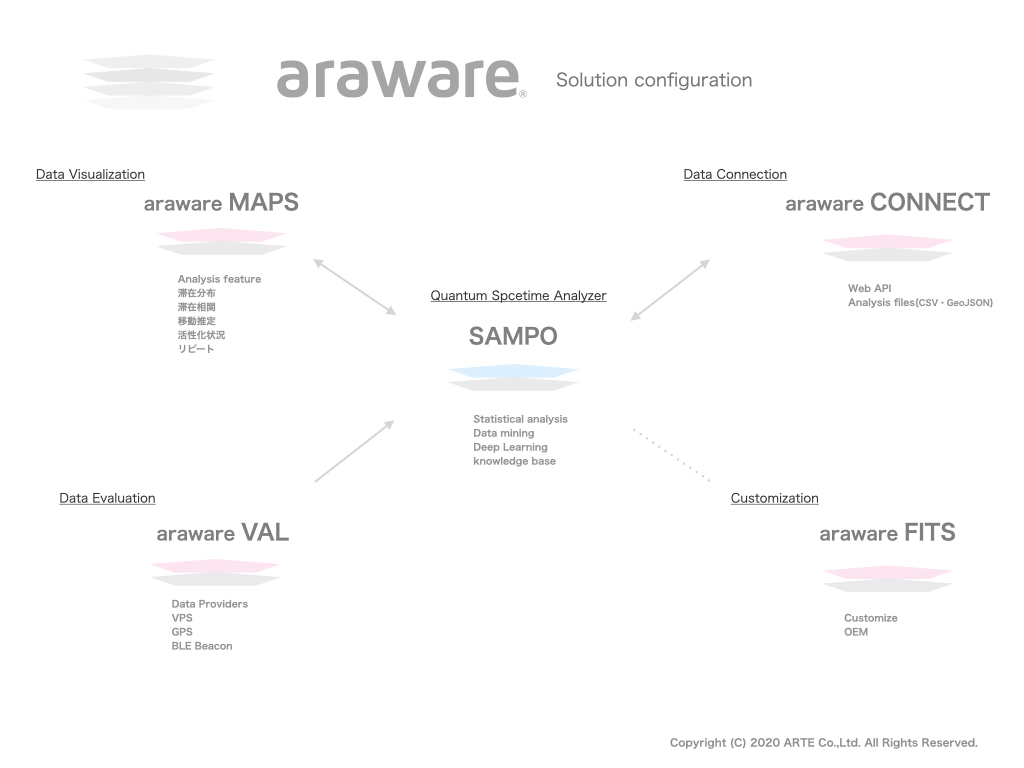 araware® Solution configuration
Data Visualization
araware MAPS
Analysis feature
滞在分布
滞在相関
移動推定
活性化状況
リピート
Data Connection
araware CONNECT
Web API
Analysis files(CSV・GeoJSON)
Quantum Spcetime Analyzer
SAMPO
Statistical analysis
Data mining
Deep Learning
knowledge base
Data Evaluation
araware VAL
Data Providers
VPS
GPS
BLE Beacon
Customization
araware FITS
Customize
OEM
Copyright (C) 2020 ARTE Co.,Ltd. All Rights Reserved.